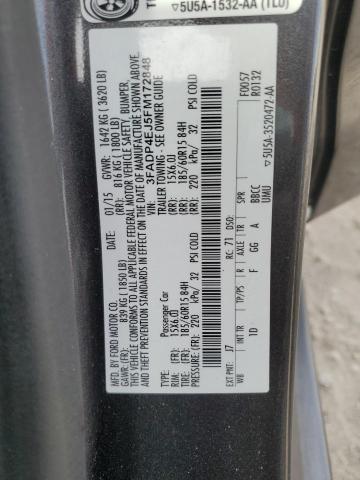 5U5A-1532-AA (TLO)
MFD. BY FORD MOTOR CO.
01/15 GVWR: 1642 KG ( 3620 LB)
GAWR: (FR): 839 KG ( 1850 LB) (RR): 816 KG ( 1800 LB)
THIS VEHICLE CONFORMS TO ALL APPLICABLE FEDERAL MOTOR VEHICLE SAFETY, BUMPER,
AND THEFT PREVENTION STANDARDS IN EFFECT ON THE DATE OF MANUFACTURE SHOWN ABOVE.
VIN: 3FADP4EJ5FM172848
Passenger Car TRAILER TOWING - SEE OWNER GUIDE
RIM: (FR): 15X6.0J (RR): 15X6.0J
TIRE: (FR): 185/60R15 84H (RR): 185/60R15 84H
PRES: (FR): 220 kPa/ 32 PSI COLD (RR): 220 kPa/ 32 PSI COLD
F0057
R0132
EXT PNT: J7 RC: 71 DSO:
WB INT TR TP/PS R AXLE TR SPR
1D F GG A BBCC
UMU
5U5A-3520472-AA